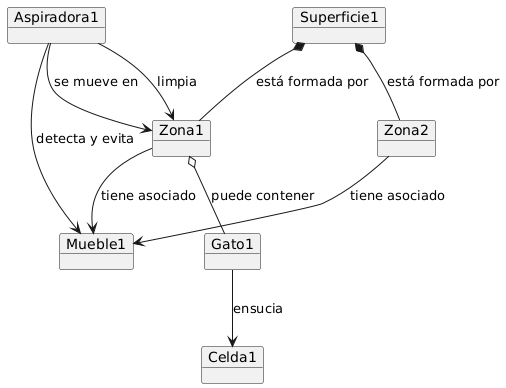 Aspiradora1
Superficie1
se mueve en
limpia
está formada por
está formada por
detecta y evita
Zona1
Zona2
tiene asociado
puede contener
tiene asociado
Mueble1
Gato1
ensucia
Celda1